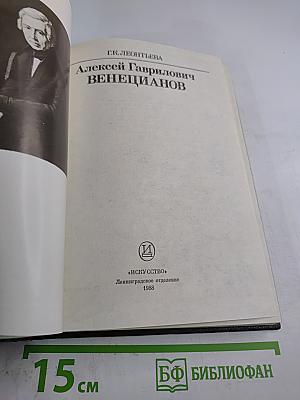 Г.К.ЛЕОНТЬЕВА
Алексей Гаврилович
ВЕНЕЦИАНОВ
И
«ИСКУССТВО»
Ленинградское отделение
1988
15 см
БФ БИБЛИОФАН